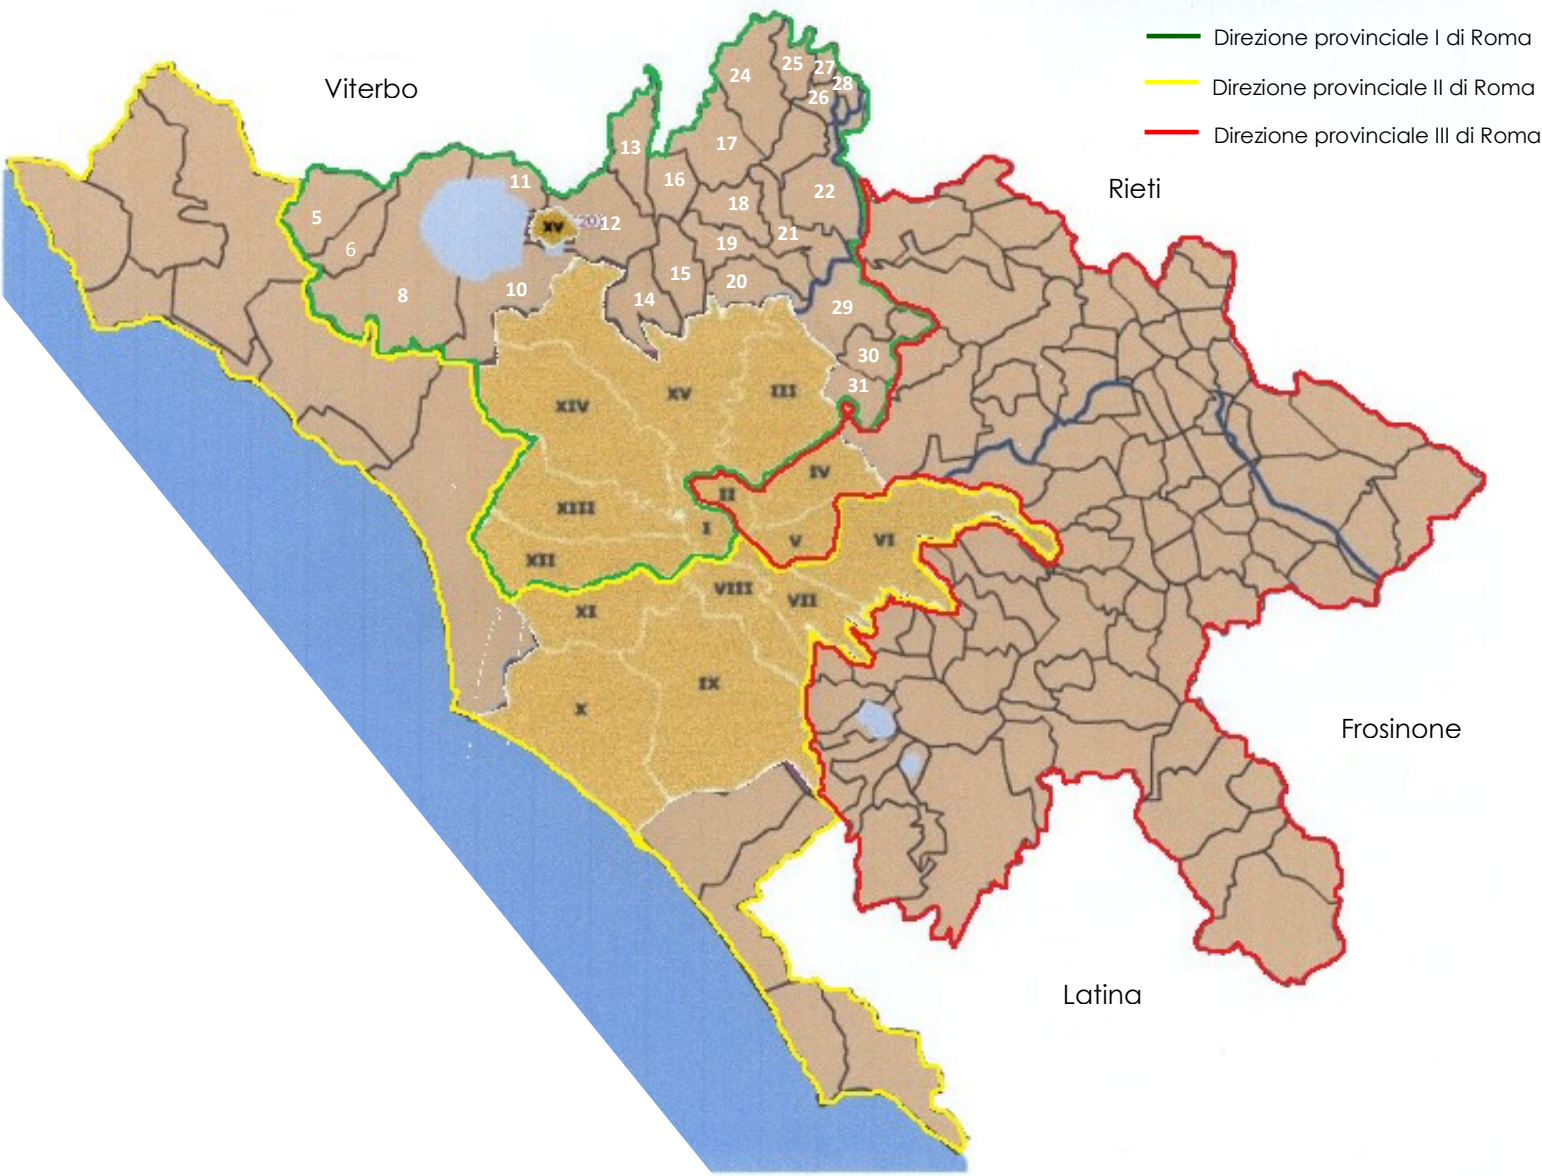 Direzione provinciale I di Roma
Viterbo
Direzione provinciale II di Roma
Direzione provinciale III di Roma
Rieti
24
25
27
28
26
13
17
11
16
22
5
18
XV
12
6
19
21
15
20
8
10
14
29
30
31
XIV
XV
III
IV
II
XIII
I
V
VI
XII
VIII
VII
XI
IX
X
Frosinone
Latina